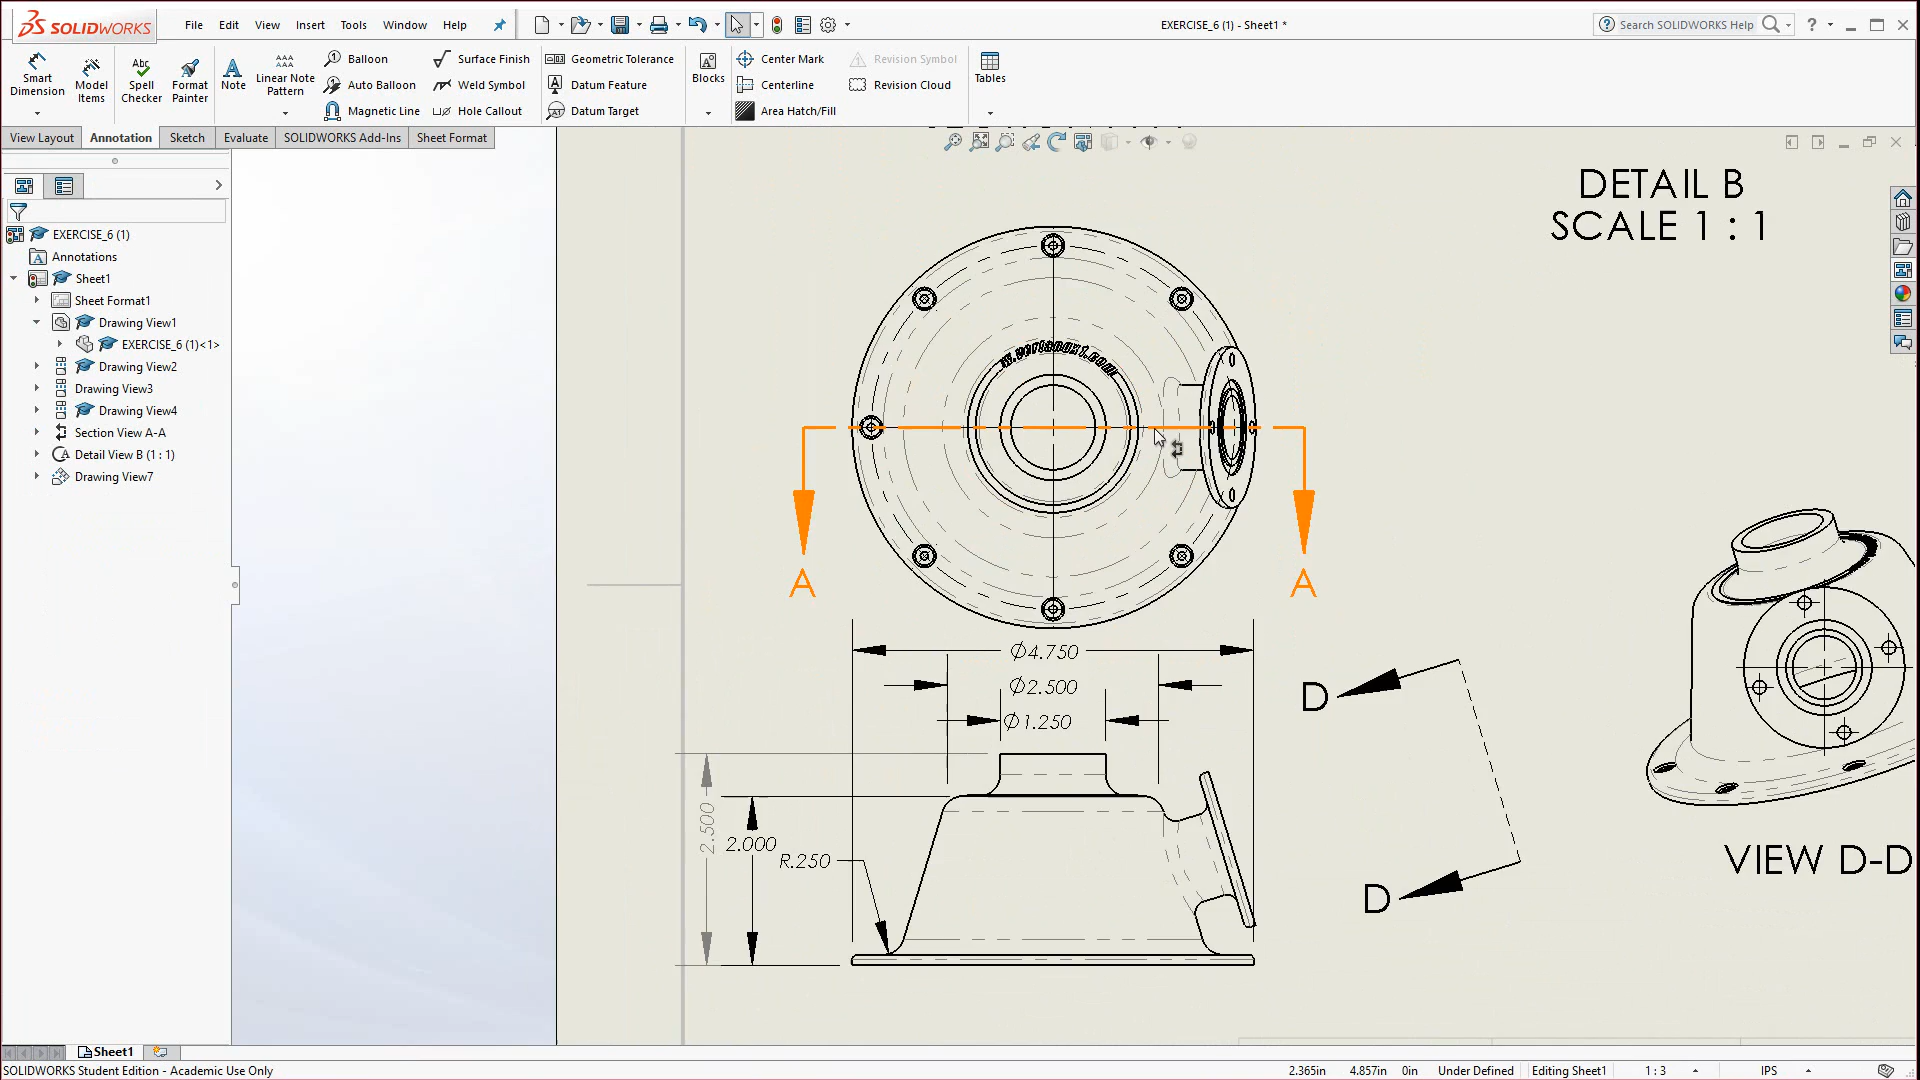 SOLIDWORKS
File Edit View Insert Tools Window Help
EXERCISE_6 (1) - Sheet1 *
Search SOLIDWORKS Help
Smart Dimension
Model Items
Abc
Spell Checker
Format Painter
A
Note
Linear Note Pattern
Balloon
Auto Balloon
Magnetic Line
Surface Finish
Weld Symbol
Hole Callout
Geometric Tolerance
Datum Feature
Datum Target
Blocks
Center Mark
Centerline
Area Hatch/Fill
Revision Symbol
Revision Cloud
Tables
View Layout Annotation Sketch Evaluate SOLIDWORKS Add-Ins Sheet Format
EXERCISE_6 (1)
Annotations
Sheet1
Sheet Format1
Drawing View1
EXERCISE_6 (1)<1>
Drawing View2
Drawing View3
Drawing View4
Section View A-A
Detail View B (1 : 1)
Drawing View7
DETAIL B
SCALE 1 : 1
A A
Ø4.750
Ø2.500
Ø1.250
2.500
2.000
R.250
D
D
VIEW D-D
Sheet1
SOLIDWORKS Student Edition - Academic Use Only
2.365in 4.857in 0in Under Defined Editing Sheet1 1 : 3 IPS